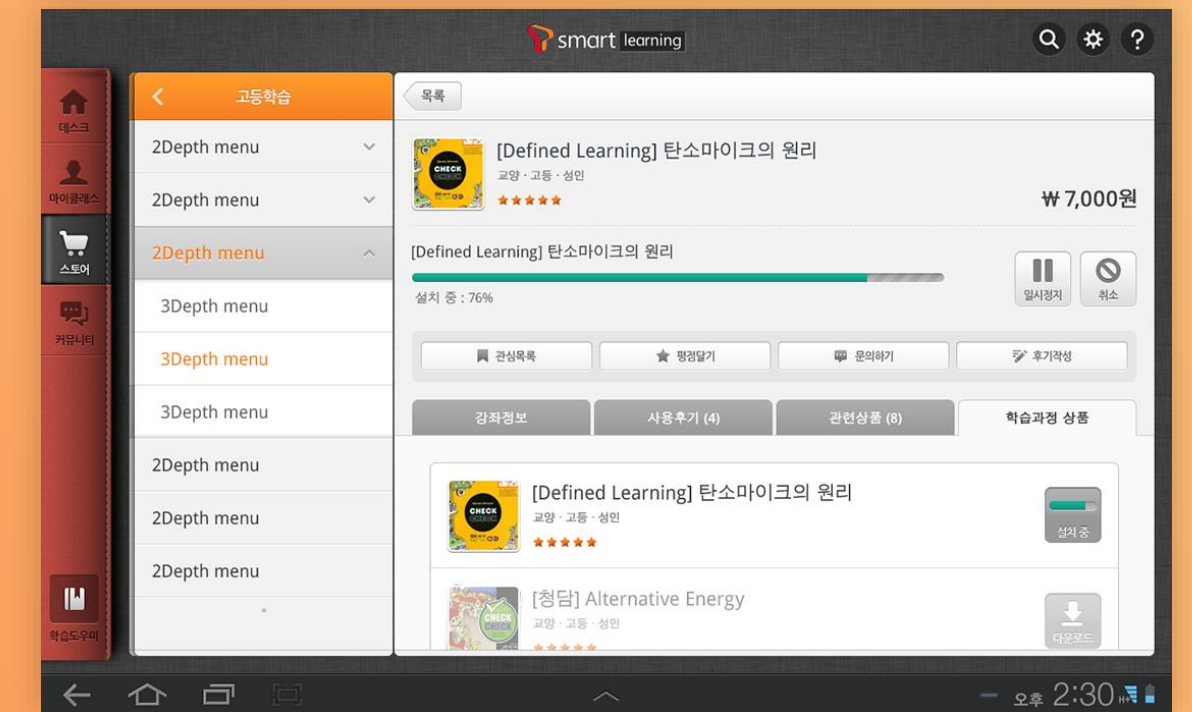 smart learning
데스크
마이클래스
스토어
커뮤니티
학습도우미
고등학습
2Depth menu
2Depth menu
2Depth menu
3Depth menu
3Depth menu
3Depth menu
2Depth menu
2Depth menu
2Depth menu
목록
CHECK
CHECK
[Defined Learning] 탄소마이크의 원리
교양 · 고등 · 성인
₩ 7,000원
[Defined Learning] 탄소마이크의 원리
설치 중 : 76%
일시정지
취소
관심목록
평점달기
문의하기
후기작성
강좌정보
사용후기 (4)
관련상품 (8)
학습과정 상품
CHECK
CHECK
[Defined Learning] 탄소마이크의 원리
교양 · 고등 · 성인
설치 중
CHECK
CHECK
[청담] Alternative Energy
교양 · 고등 · 성인
다운로드
오후 2:30